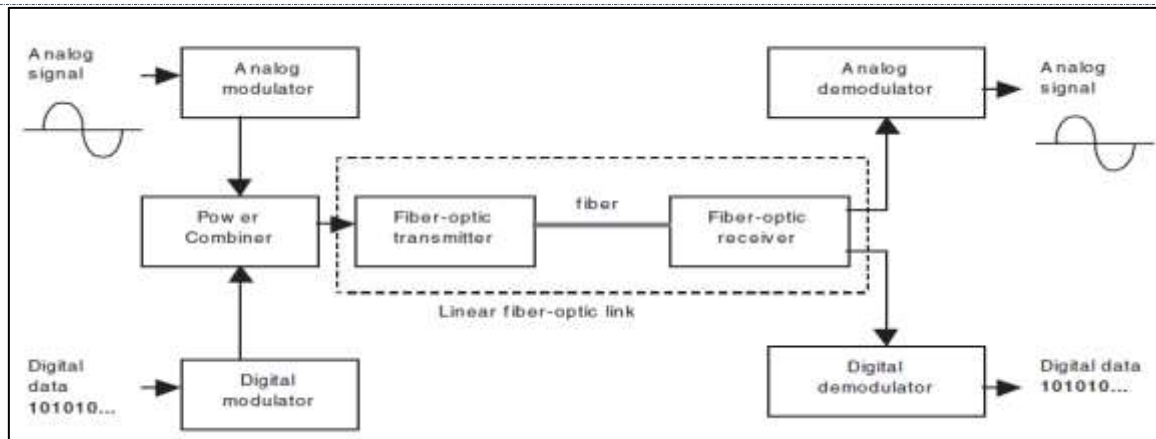 Analog
signal
Analog
modulator
Analog
demodulator
Analog
signal
Power
Combiner
Fiber-optic
transmitter
fiber
Fiber-optic
receiver
Linear fiber-optic link
Digital
data
101010...
Digital
modulator
Digital
demodulator
Digital data
101010...